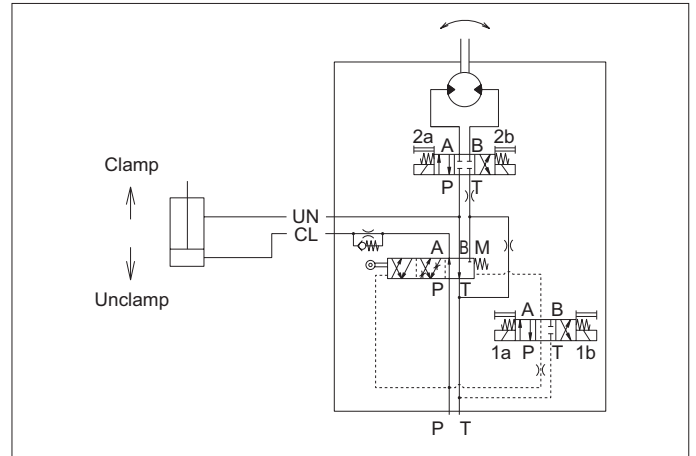 2a A B 2b
P T
Clamp
UN
CL
Unclamp
A B M
P T
A B
1a P T 1b
P T